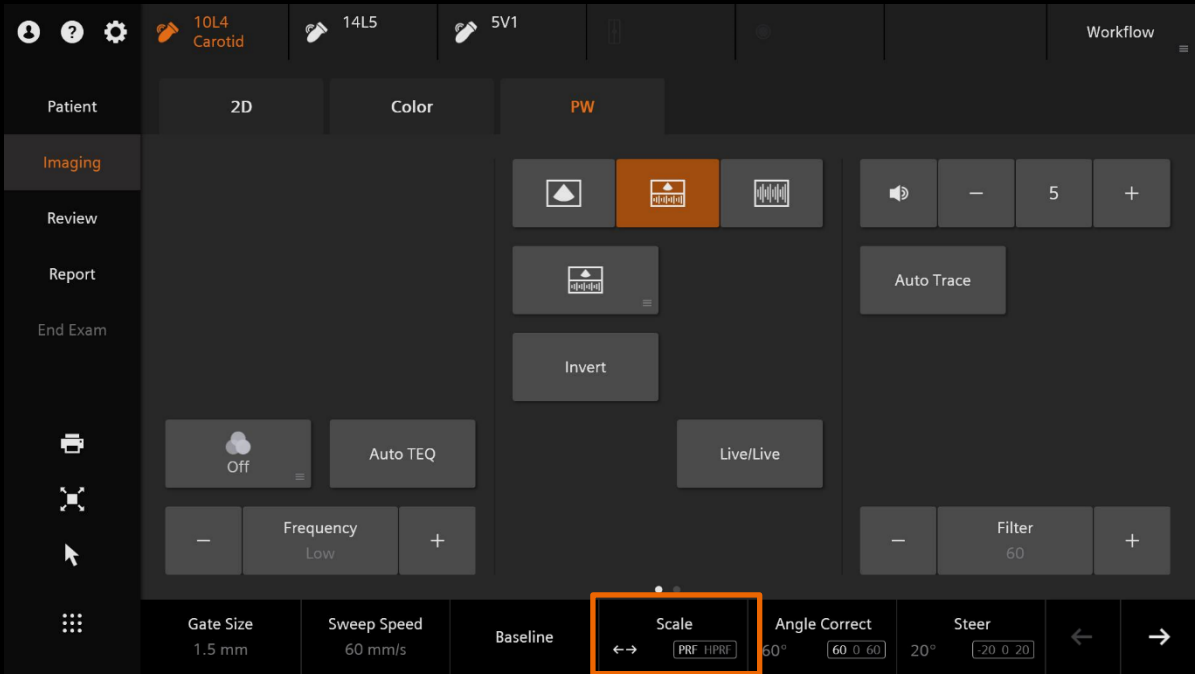 10L4
Carotid
14L5
5V1
Workflow
Patient
2D
Color
PW
Imaging
Review
Report
End Exam
5
Auto Trace
Invert
Off
Auto TEQ
Live/Live
Frequency
Low
Filter
60
Gate Size
1.5 mm
Sweep Speed
60 mm/s
Baseline
Scale
PRF HPRF
Angle Correct
60° 60 0 60
Steer
20° -20 0 20